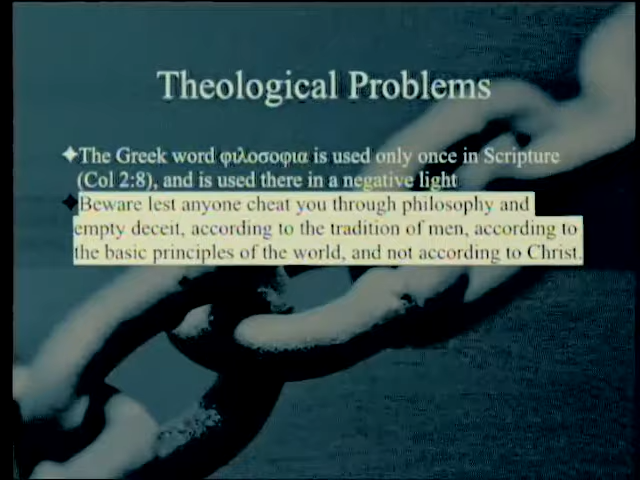 Theological Problems
The Greek word φιλοσοφια is used only once in Scripture
(Col 2:8), and is used there in a negative light
Beware lest anyone cheat you through philosophy and
empty deceit, according to the tradition of men, according to
the basic principles of the world, and not according to Christ.